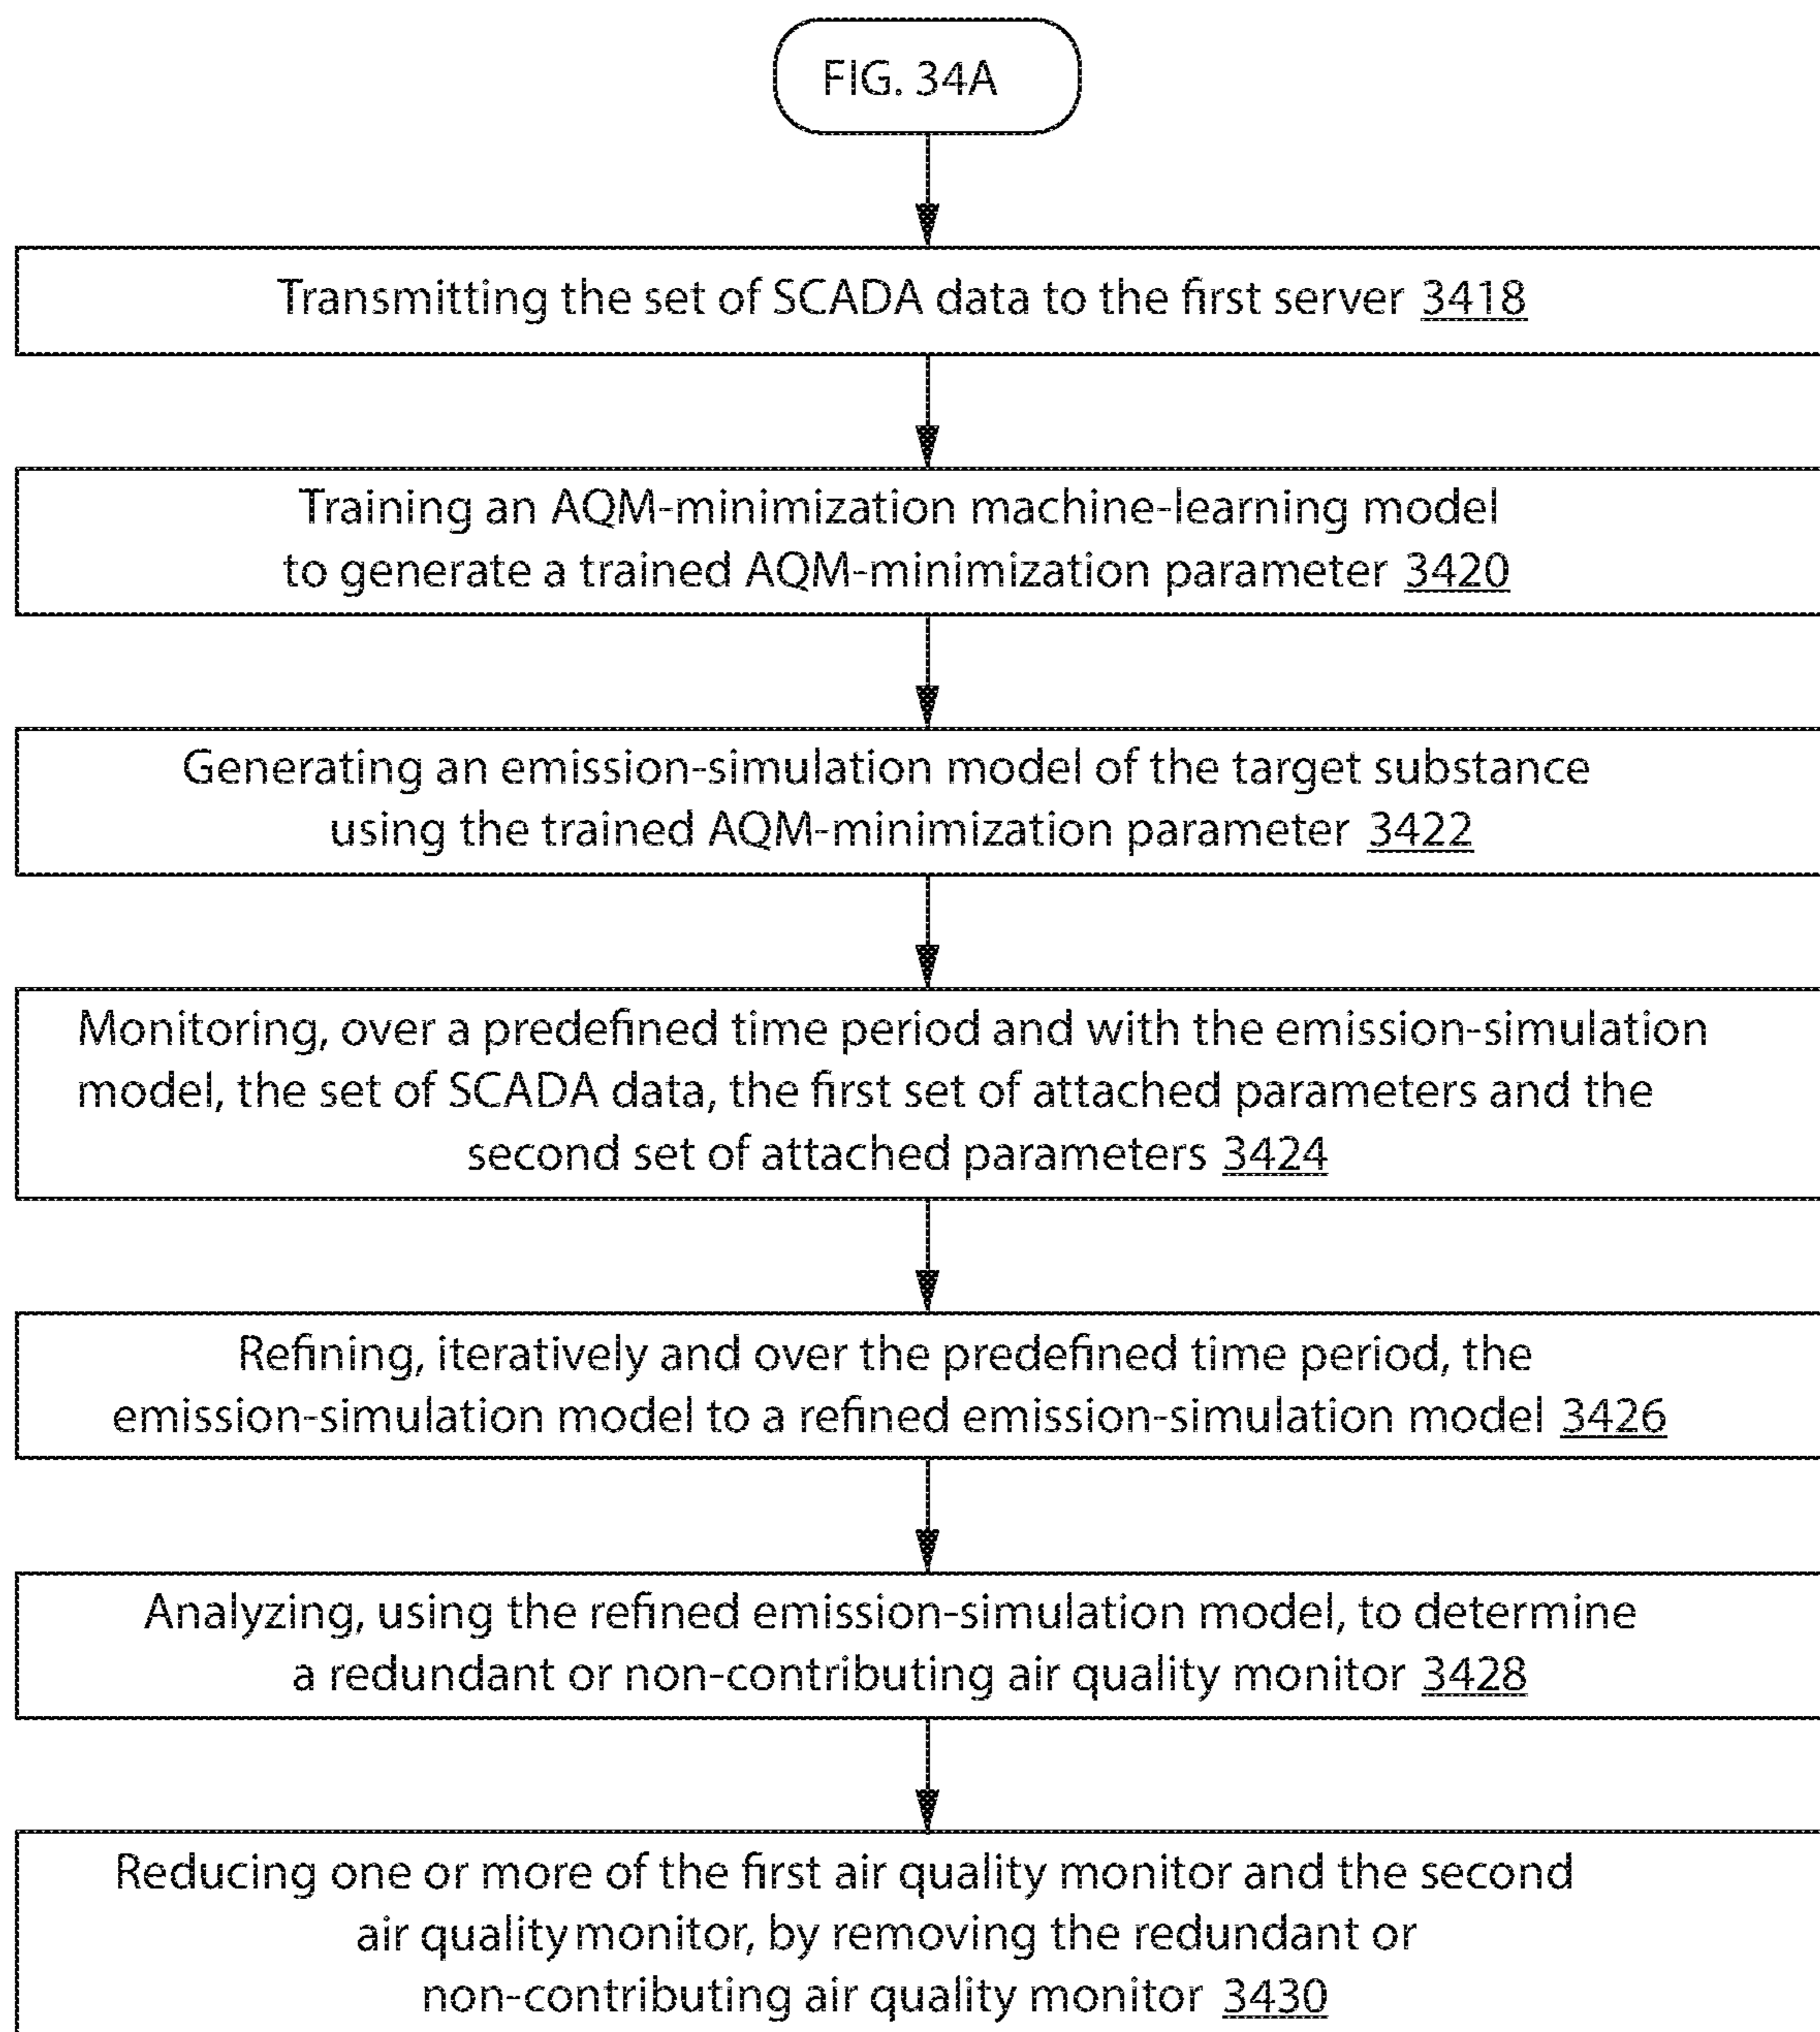 FIG. 34A
Transmitting the set of SCADA data to the first server 3418
Training an AQM-minimization machine-learning model
to generate a trained AQM-minimization parameter 3420
Generating an emission-simulation model of the target substance
using the trained AQM-minimization parameter 3422
Monitoring, over a predefined time period and with the emission-simulation
model, the set of SCADA data, the first set of attached parameters and the
second set of attached parameters 3424
Refining, iteratively and over the predefined time period, the
emission-simulation model to a refined emission-simulation model 3426
Analyzing, using the refined emission-simulation model, to determine
a redundant or non-contributing air quality monitor 3428
Reducing one or more of the first air quality monitor and the second
air quality monitor, by removing the redundant or
non-contributing air quality monitor 3430